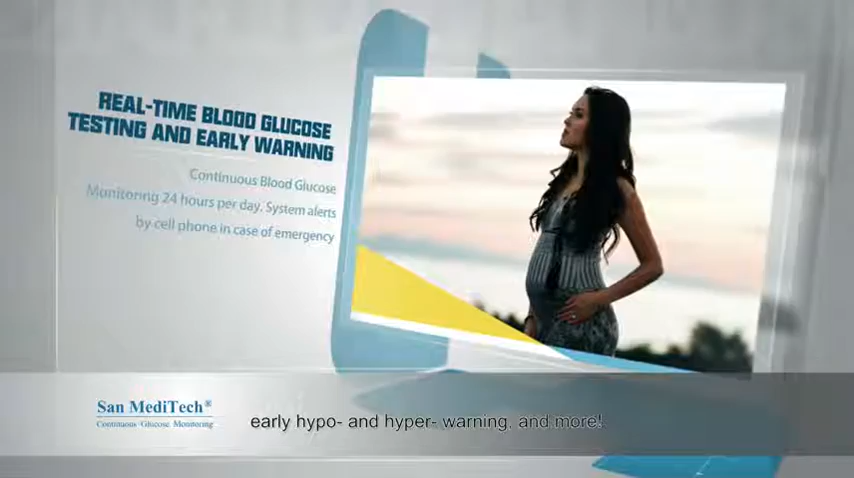 REAL-TIME BLOOD GLUCOSE
TESTING AND EARLY WARNING
Continuous Blood Glucose
Monitoring 24 hours per day. System alerts
by cell phone in case of emergency
San MediTech®
Continuous Glucose Monitoring
early hypo- and hyper- warning, and more!